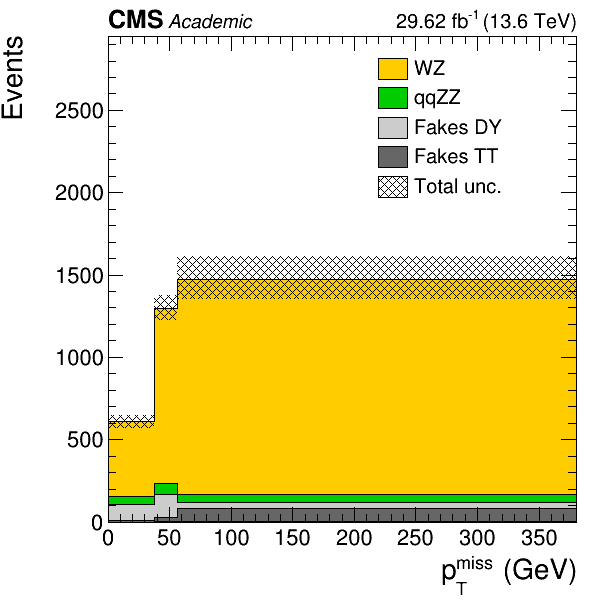 CMS Academic 29.62 fb-1 (13.6 TeV)
Events
WZ
qqZZ
Fakes DY
Fakes TT
Total unc.
2500
2000
1500
1000
500
0
0 50 100 150 200 250 300 350
pTmiss (GeV)